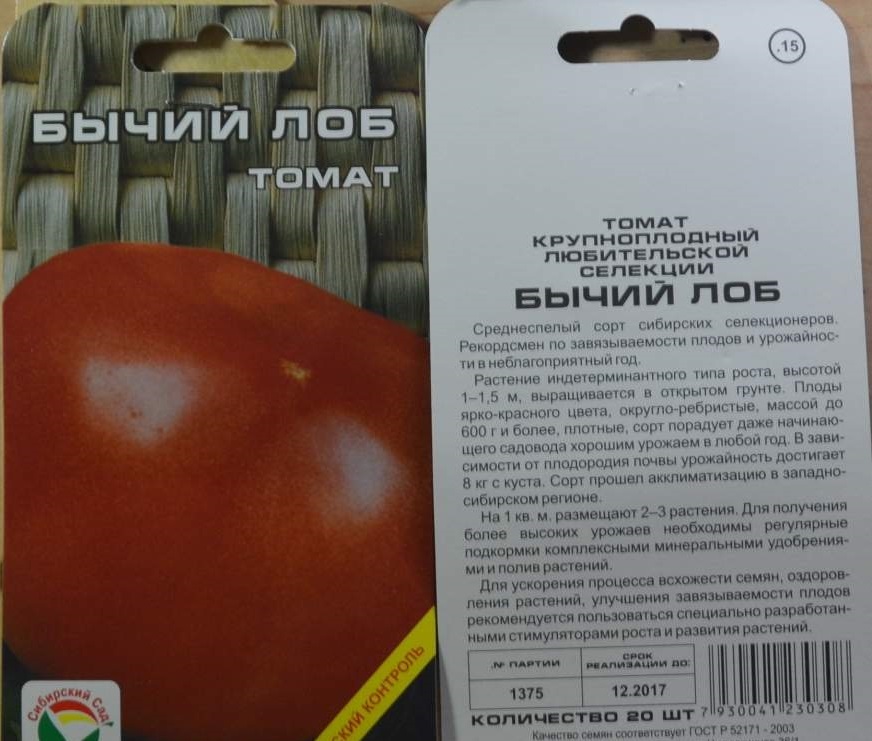 БЫЧИЙ ЛОБ
ТОМАТ
Сибирский Сад
СКИЙ КОНТРОЛЬ
.15
ТОМАТ
КРУПНОПЛОДНЫЙ
ЛЮБИТЕЛЬСКОЙ
СЕЛЕКЦИИ
БЫЧИЙ ЛОБ
Среднеспелый сорт сибирских селекционеров.
Рекордсмен по завязываемости плодов и урожайнос-
ти в неблагоприятный год.
Растение индетерминантного типа роста, высотой
1–1,5 м, выращивается в открытом грунте. Плоды
ярко-красного цвета, округло-ребристые, массой до
600 г и более, плотные, сорт порадует даже начинаю-
щего садовода хорошим урожаем в любой год. В зави-
симости от плодородия почвы урожайность достигает
8 кг с куста. Сорт прошел акклиматизацию в западно-
сибирском регионе.
На 1 кв. м. размещают 2–3 растения. Для получения
более высоких урожаев необходимы регулярные
подкормки комплексными минеральными удобрения-
ми и полив растений.
Для ускорения процесса всхожести семян, оздоров-
ления растений, улучшения завязываемости плодов
рекомендуется пользоваться специально разработан-
ными стимуляторами роста и развития растений.
.№ ПАРТИИ
СРОК
РЕАЛИЗАЦИИ ДО:
1375
12.2017
КОЛИЧЕСТВО 20 ШТ
7 930041 230308
Качество семян соответствует ГОСТ Р 52171 - 2003